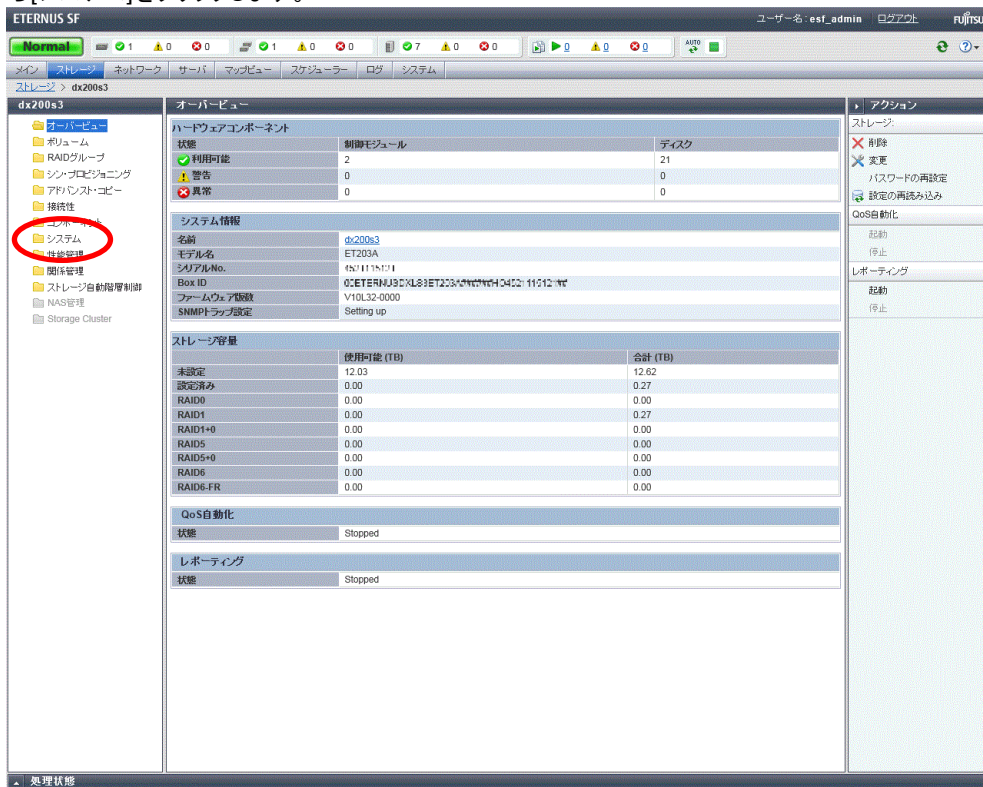 ETERNUS SF
ユーザー名 : esf_admin ログアウト FUJITSU
Normal 1 0 0 1 0 0 7 0 0 0 0 0 AUTO
メイン ストレージ ネットワーク サーバ マップビュー スケジューラー ログ システム
ストレージ > dx200s3
dx200s3
オーバービュー
ボリューム
RAIDグループ
シン・プロビジョニング
アドバンスト・コピー
接続性
コンポーネント
システム
性能管理
関係管理
ストレージ自動階層制御
NAS管理
Storage Cluster
オーバービュー
ハードウェアコンポーネント
状態 制御モジュール ディスク
利用可能 2 21
警告 0 0
異常 0 0
システム情報
名前 dx200s3
モデル名 ET203A
シリアルNo.
Box ID
ファームウェア版数 V10L32-0000
SNMPトラップ設定 Setting up
ストレージ容量
使用可能 (TB) 合計 (TB)
未設定 12.03 12.62
設定済み 0.00 0.27
RAID0 0.00 0.00
RAID1 0.00 0.27
RAID1+0 0.00 0.00
RAID5 0.00 0.00
RAID5+0 0.00 0.00
RAID6 0.00 0.00
RAID6-FR 0.00 0.00
QoS自動化
状態 Stopped
レポーティング
状態 Stopped
アクション
ストレージ:
削除
変更
パスワードの再設定
設定の再読み込み
QoS自動化
起動
停止
レポーティング
起動
停止
処理状態